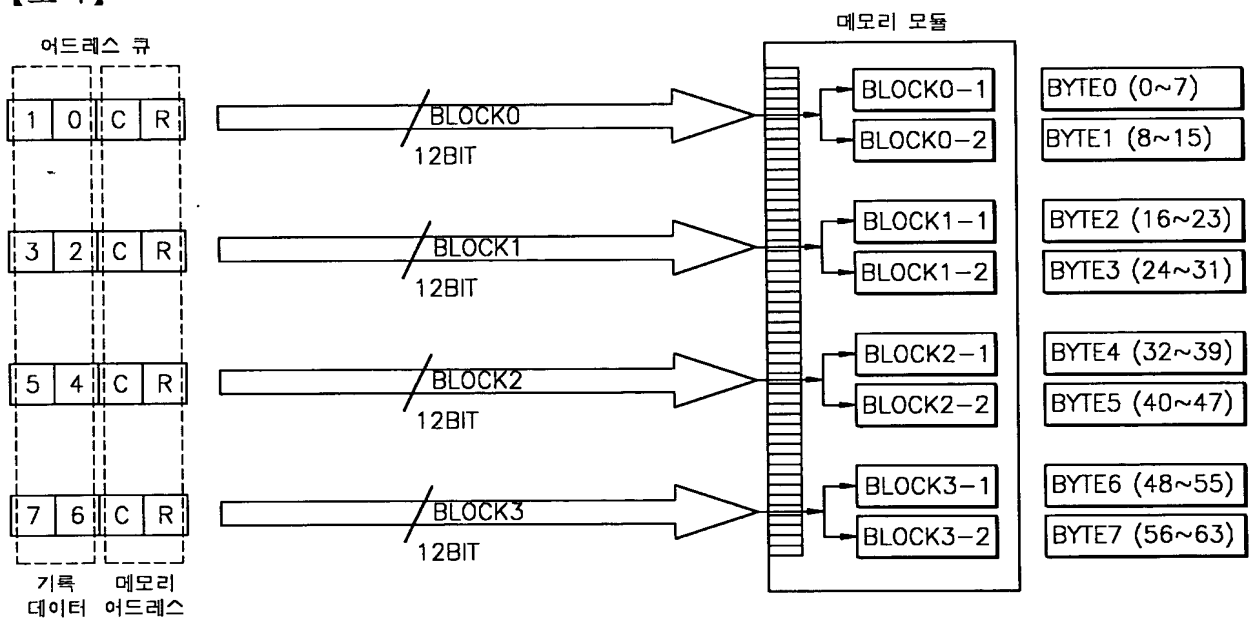 메모리 모듈
어드레스 큐
1 0 C R
BLOCK0
12BIT
BLOCK0-1
BYTE0 (0~7)
BLOCK0-2
BYTE1 (8~15)
3 2 C R
BLOCK1
12BIT
BLOCK1-1
BYTE2 (16~23)
BLOCK1-2
BYTE3 (24~31)
5 4 C R
BLOCK2
12BIT
BLOCK2-1
BYTE4 (32~39)
BLOCK2-2
BYTE5 (40~47)
7 6 C R
BLOCK3
12BIT
BLOCK3-1
BYTE6 (48~55)
BLOCK3-2
BYTE7 (56~63)
기록 데이터
메모리 어드레스